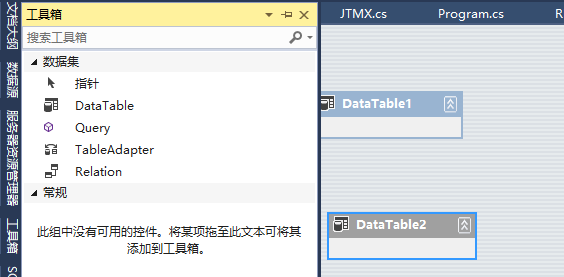 文档大纲
数据源
服务器资源管理器
工具箱
工具箱
搜索工具箱
数据集
指针
DataTable
Query
TableAdapter
Relation
常规
此组中没有可用的控件。将某项拖至此文本可将其
添加到工具箱。
JTMX.cs
Program.cs
DataTable1
DataTable2